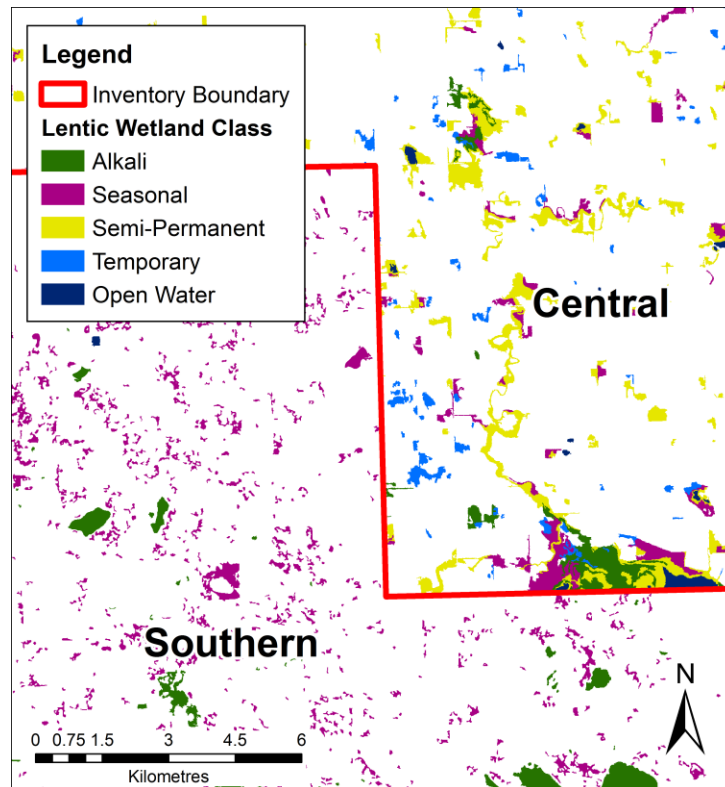 Legend
Inventory Boundary
Lentic Wetland Class
Alkali
Seasonal
Semi-Permanent
Temporary
Open Water
Central
Southern
N
0 0.75 1.5 3 4.5 6
Kilometres